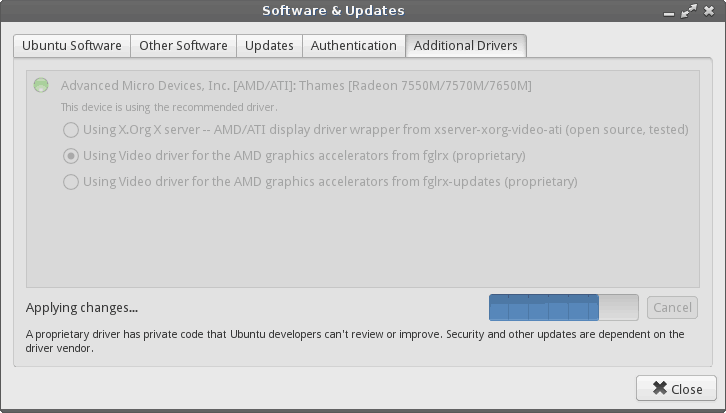 Software & Updates
Ubuntu Software
Other Software
Updates
Authentication
Additional Drivers
Advanced Micro Devices, Inc. [AMD/ATI]: Thames [Radeon 7550M/7570M/7650M]
This device is using the recommended driver.
Using X.Org X server -- AMD/ATI display driver wrapper from xserver-xorg-video-ati (open source, tested)
Using Video driver for the AMD graphics accelerators from fglrx (proprietary)
Using Video driver for the AMD graphics accelerators from fglrx-updates (proprietary)
Applying changes...
Cancel
A proprietary driver has private code that Ubuntu developers can't review or improve. Security and other updates are dependent on the
driver vendor.
Close